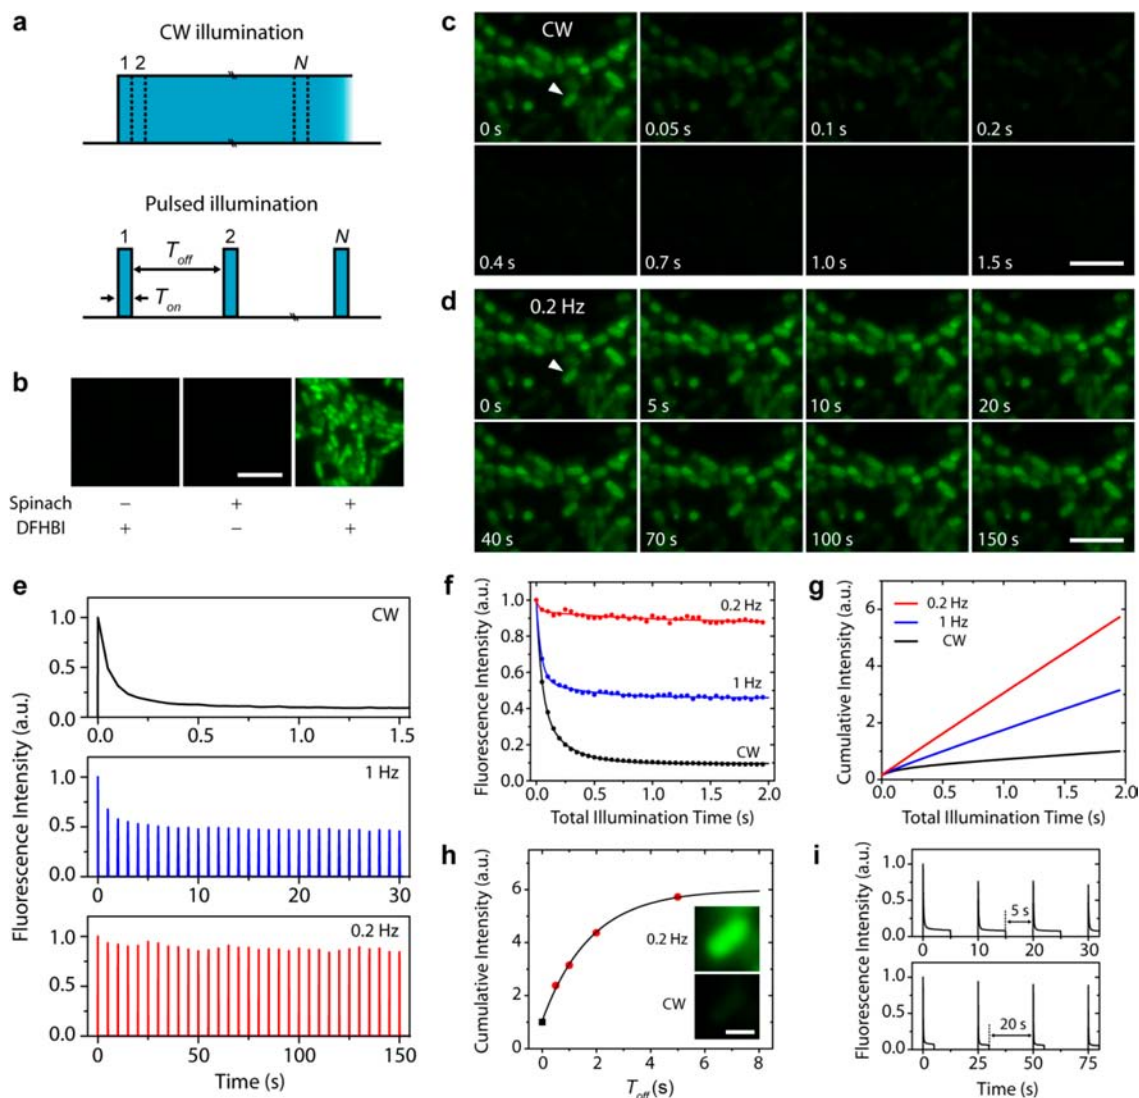 a
CW illumination
1 2 N
Pulsed illumination
1 2 N
Toff
Ton
b
Spinach − + +
DFHBI + − +
c
CW
0 s 0.05 s 0.1 s 0.2 s
0.4 s 0.7 s 1.0 s 1.5 s
d
0.2 Hz
0 s 5 s 10 s 20 s
40 s 70 s 100 s 150 s
e
Fluorescence Intensity (a.u.)
CW
1.0
0.5
0.0
0.0 0.5 1.0 1.5
1 Hz
1.0
0.5
0.0
0 10 20 30
0.2 Hz
1.0
0.5
0.0
0 50 100 150
Time (s)
f
Fluorescence Intensity (a.u.)
1.0
0.8
0.6
0.4
0.2
0.0
0.2 Hz
1 Hz
CW
0.0 0.5 1.0 1.5 2.0
Total Illumination Time (s)
g
Cumulative Intensity (a.u.)
6
4
2
0
0.2 Hz
1 Hz
CW
0.0 0.5 1.0 1.5 2.0
Total Illumination Time (s)
h
Cumulative Intensity (a.u.)
8
6
4
2
0
0.2 Hz
CW
0 2 4 6 8
Toff (s)
i
Fluorescence Intensity (a.u.)
1.0
0.5
0.0
5 s
0 10 20 30 32
1.0
0.5
0.0
20 s
0 25 50 75
Time (s)